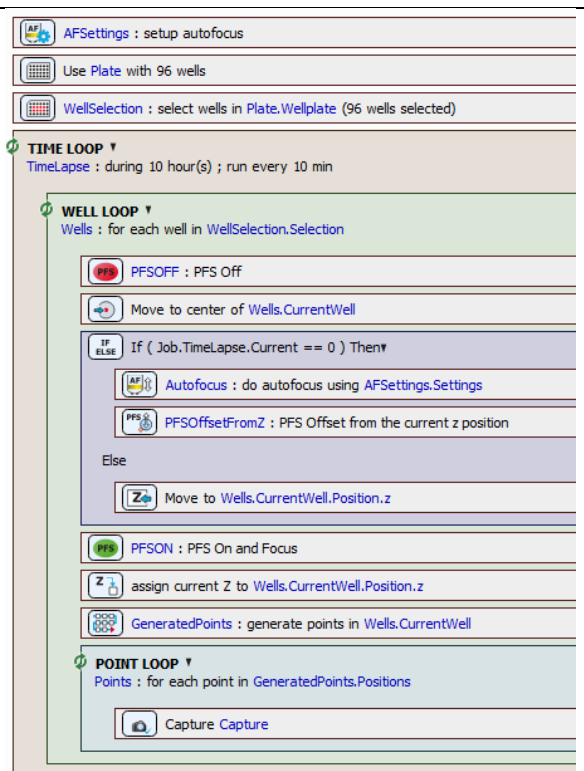 AF
AFSettings : setup autofocus
Use Plate with 96 wells
WellSelection : select wells in Plate.Wellplate (96 wells selected)
TIME LOOP ▼
TimeLapse : during 10 hour(s) ; run every 10 min
WELL LOOP ▼
Wells : for each well in WellSelection.Selection
PFS PFSOFF : PFS Off
Move to center of Wells.CurrentWell
IF
ELSE If ( Job.TimeLapse.Current == 0 ) Then▼
AF Autofocus : do autofocus using AFSettings.Settings
PFS PFSOffsetFromZ : PFS Offset from the current z position
Else
Z Move to Wells.CurrentWell.Position.z
PFS PFSON : PFS On and Focus
Z assign current Z to Wells.CurrentWell.Position.z
GeneratedPoints : generate points in Wells.CurrentWell
POINT LOOP ▼
Points : for each point in GeneratedPoints.Positions
Capture Capture